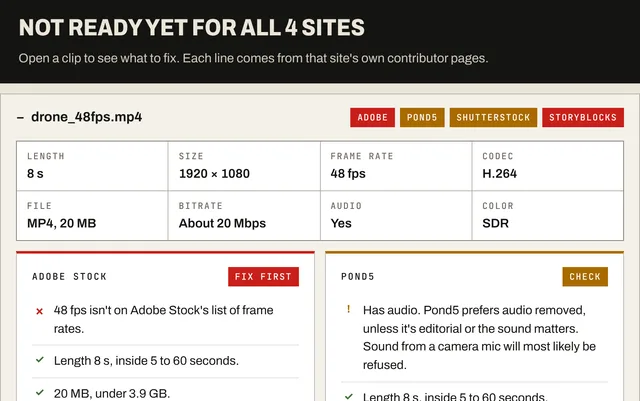 NOT READY YET FOR ALL 4 SITES
Open a clip to see what to fix. Each line comes from that site's own contributor pages.
– drone_48fps.mp4
ADOBE POND5 SHUTTERSTOCK STORYBLOCKS
LENGTH SIZE FRAME RATE CODEC
8 s 1920 × 1080 48 fps H.264
FILE BITRATE AUDIO COLOR
MP4, 20 MB About 20 Mbps Yes SDR
ADOBE STOCK FIX FIRST
× 48 fps isn't on Adobe Stock's list of frame
rates.
✓ Length 8 s, inside 5 to 60 seconds.
✓ 20 MB, under 3.9 GB.
POND5 CHECK
! Has audio. Pond5 prefers audio removed,
unless it's editorial or the sound matters.
Sound from a camera mic will most likely be
refused.
✓ Length 8 s, inside 5 to 60 seconds.